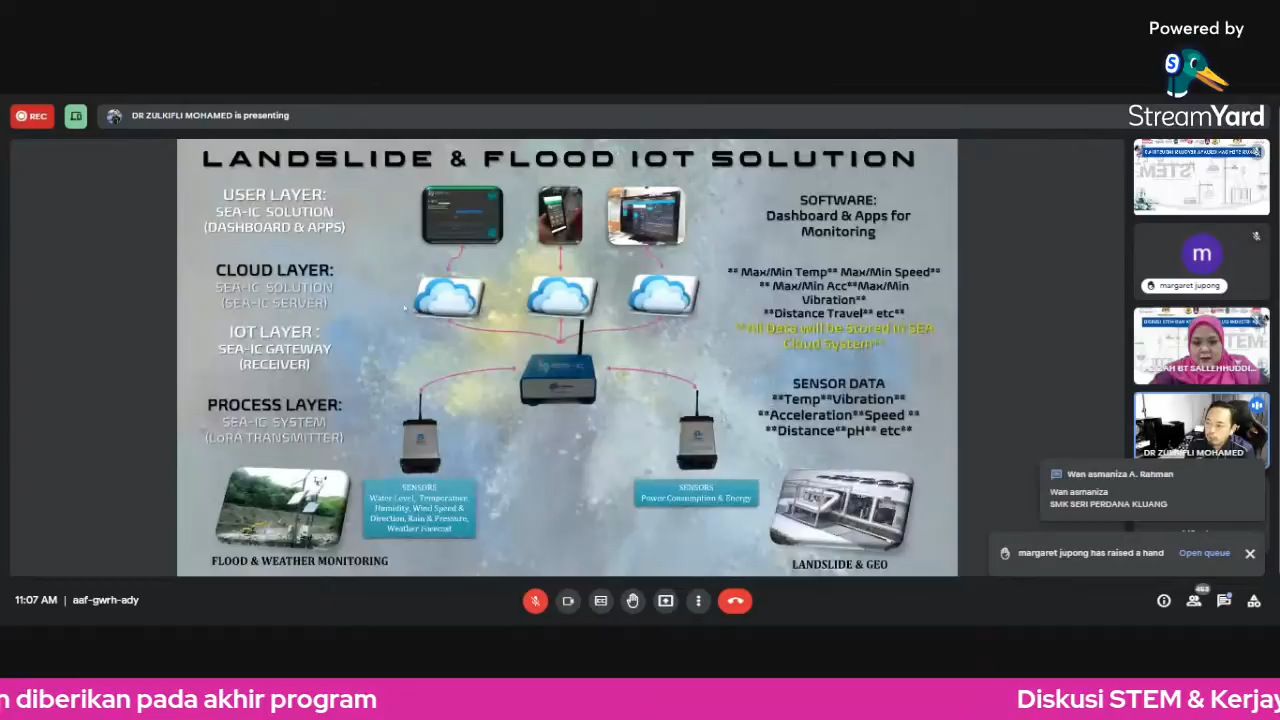 Powered by
StreamYard
REC
DR ZULKIFLI MOHAMED is presenting
LANDSLIDE & FLOOD IOT SOLUTION
USER LAYER:
SEA-IC SOLUTION
(DASHBOARD & APPS)
CLOUD LAYER:
SEA-IC SOLUTION
(SEA-IC SERVER)
IOT LAYER :
SEA-IC GATEWAY
(RECEIVER)
PROCESS LAYER:
SEA-IC SYSTEM
(LoRA TRANSMITTER)
SOFTWARE:
Dashboard & Apps for
Monitoring
** Max/Min Temp** Max/Min Speed**
** Max/Min Acc**Max/Min
Vibration**
**Distance Travel** etc**
**All Data will be Stored in SEA
Cloud System**
SENSOR DATA
**Temp**Vibration**
**Acceleration**Speed **
**Distance**pH** etc**
SENSORS
Water Level, Temperature,
Humidity, Wind Speed &
Direction, Rain & Pressure,
Weather Forecast
SENSORS
Power Consumption & Energy
FLOOD & WEATHER MONITORING
LANDSLIDE & GEO
STEM
m
margaret jupong
DR ZULKIFLI MOHAMED
Wan asmaniza A. Rahman
Wan asmaniza
SMK SERI PERDANA KLUANG
margaret jupong has raised a hand
Open queue
11:07 AM | aaf-gwrh-ady
n diberikan pada akhir program
Diskusi STEM & Kerjay